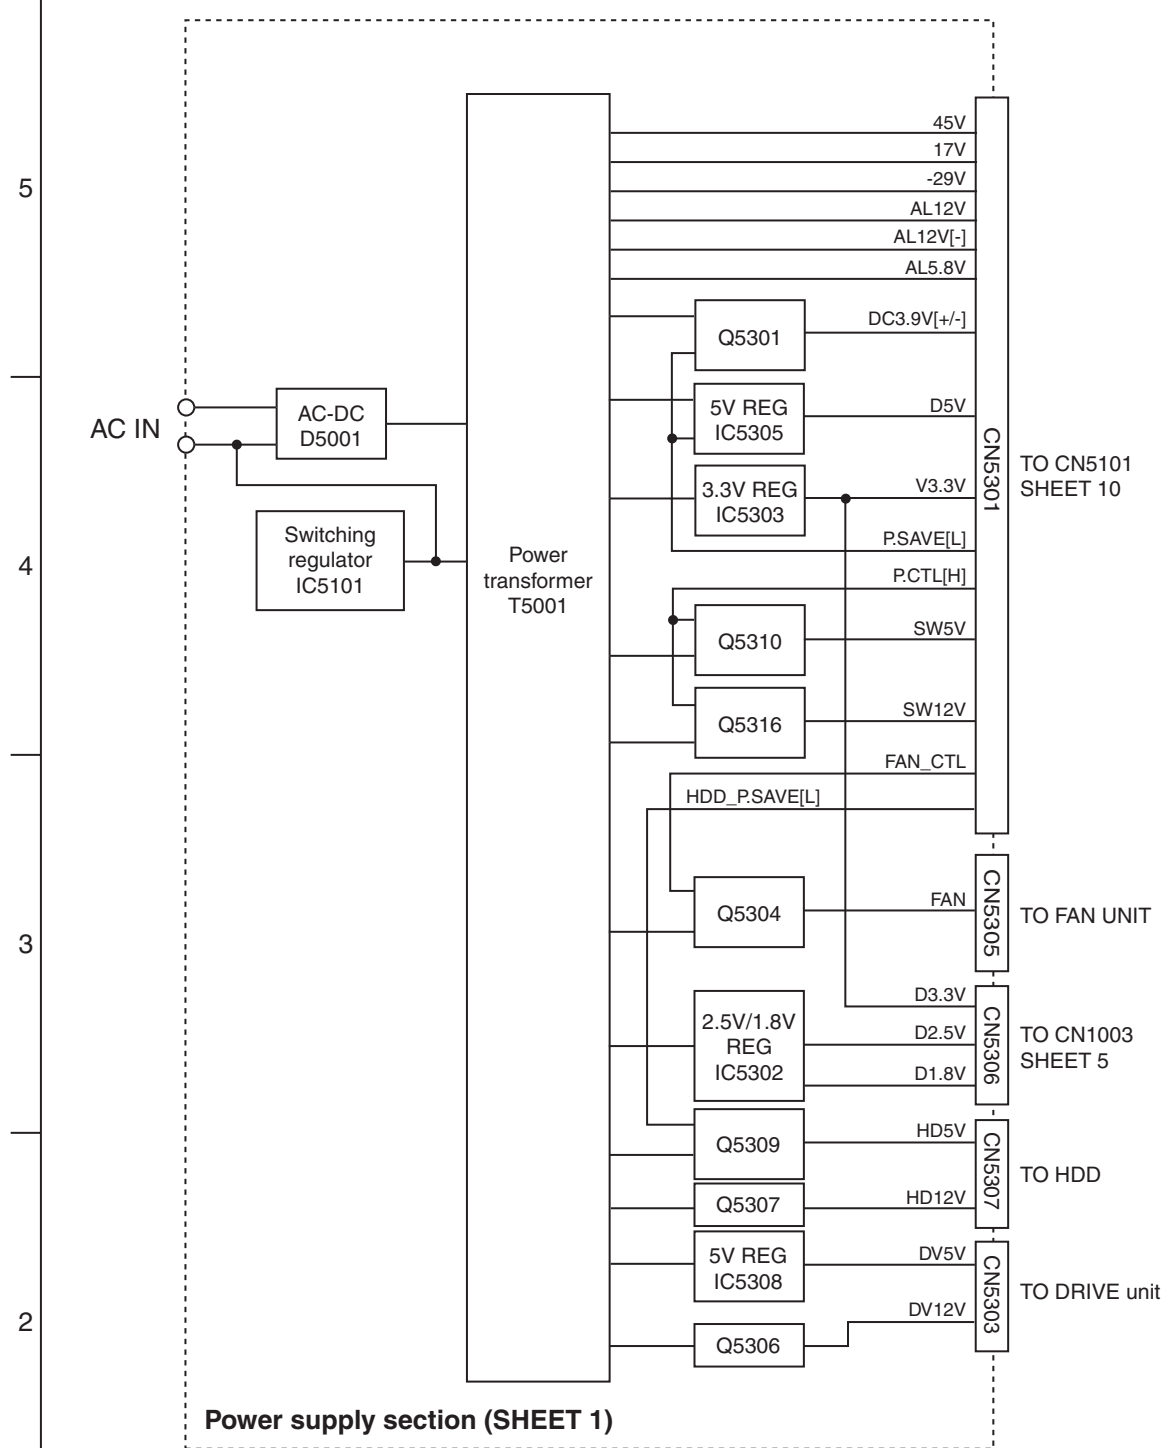 5
4
3
2
AC IN
AC-DC
D5001
Switching
regulator
IC5101
Power
transformer
T5001
45V
17V
-29V
AL12V
AL12V[-]
AL5.8V
Q5301
DC3.9V[+/-]
5V REG
IC5305
D5V
3.3V REG
IC5303
V3.3V
P.SAVE[L]
P.CTL[H]
Q5310
SW5V
Q5316
SW12V
FAN_CTL
HDD_P.SAVE[L]
CN5301
TO CN5101
SHEET 10
Q5304
FAN
CN5305
TO FAN UNIT
2.5V/1.8V
REG
IC5302
D3.3V
D2.5V
D1.8V
CN5306
TO CN1003
SHEET 5
Q5309
HD5V
Q5307
HD12V
CN5307
TO HDD
5V REG
IC5308
DV5V
Q5306
DV12V
CN5303
TO DRIVE unit
Power supply section (SHEET 1)